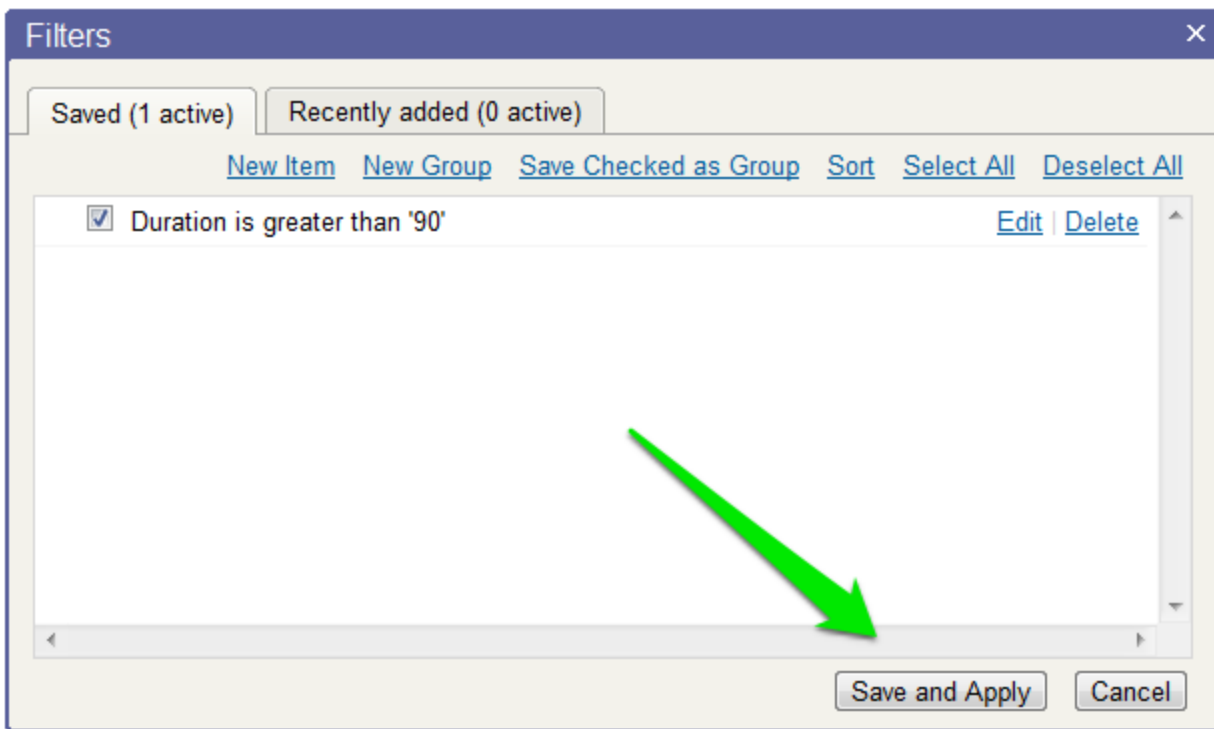 Filters
Saved (1 active) Recently added (0 active)
New Item New Group Save Checked as Group Sort Select All Deselect All
Duration is greater than '90' Edit | Delete
Save and Apply Cancel